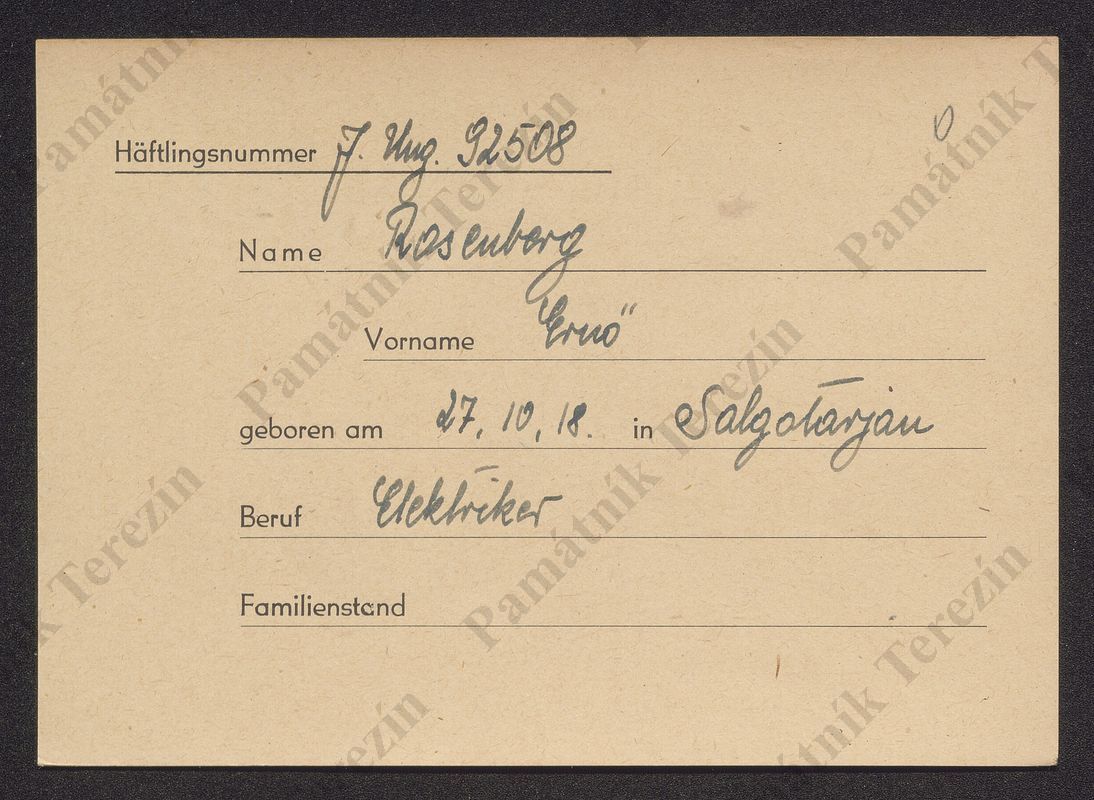 Häftlingsnummer J. Ung. 92508
Name Rosenberg
Vorname Ernö
geboren am 27, 10, 18. in Salgotarjan
Beruf Elektriker
Familienstand
Památník Terezín